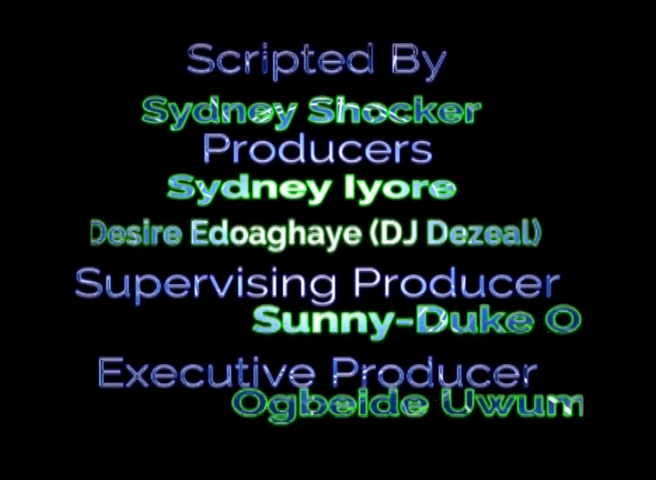 Scripted By
Sydney Shocker
Producers
Sydney Iyore
Desire Edoaghaye (DJ Dezeal)
Supervising Producer
Sunny-Duke O
Executive Producer
Ogbeide Uwum